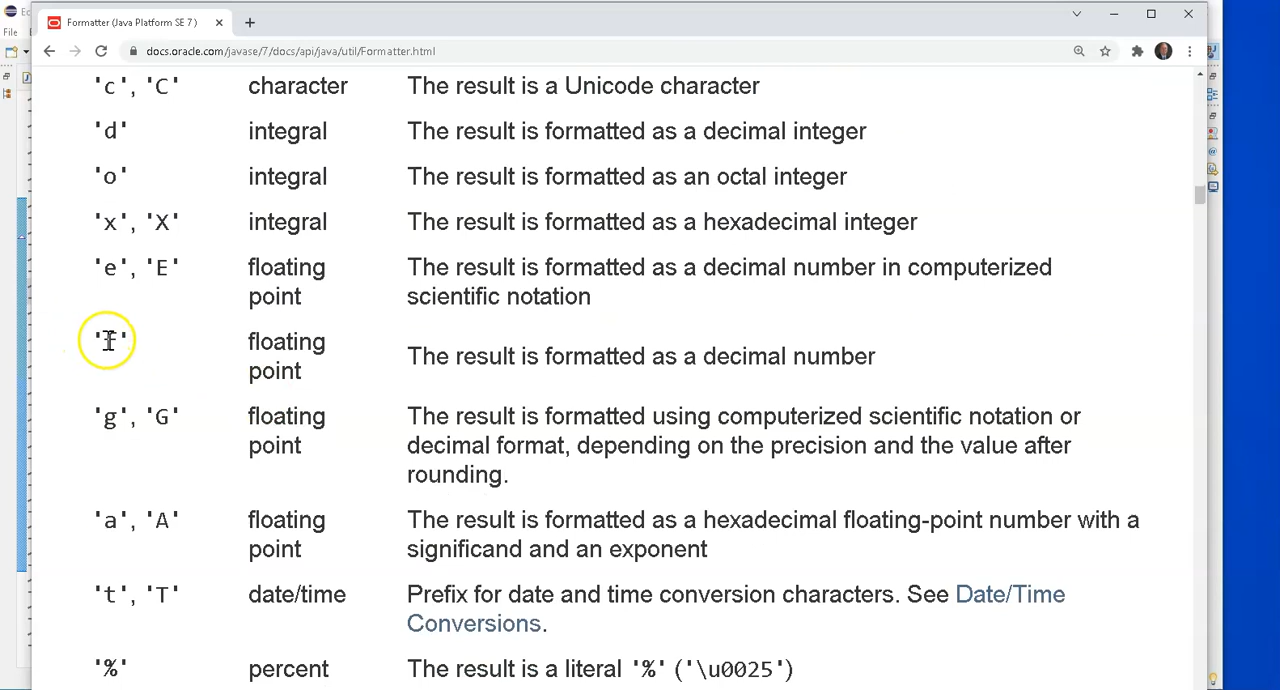 Formatter (Java Platform SE 7 )
File
docs.oracle.com/javase/7/docs/api/java/util/Formatter.html
'c', 'C' character The result is a Unicode character
'd' integral The result is formatted as a decimal integer
'o' integral The result is formatted as an octal integer
'x', 'X' integral The result is formatted as a hexadecimal integer
'e', 'E' floating The result is formatted as a decimal number in computerized
point scientific notation
'f' floating
point The result is formatted as a decimal number
'g', 'G' floating The result is formatted using computerized scientific notation or
point decimal format, depending on the precision and the value after
rounding.
'a', 'A' floating The result is formatted as a hexadecimal floating-point number with a
point significand and an exponent
't', 'T' date/time Prefix for date and time conversion characters. See Date/Time
Conversions.
'%' percent The result is a literal '%' ('\u0025')